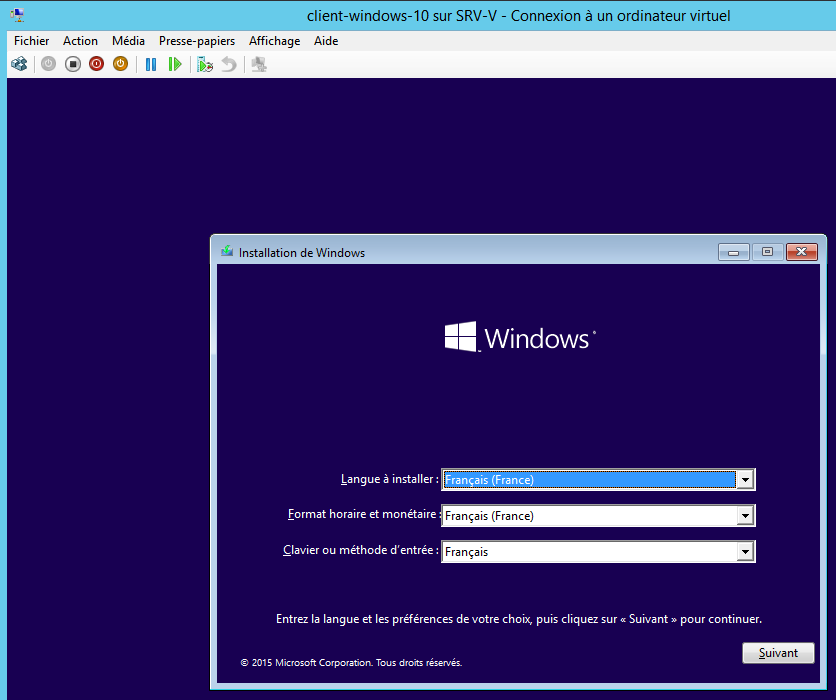 client-windows-10 sur SRV-V - Connexion à un ordinateur virtuel
Fichier Action Média Presse-papiers Affichage Aide
Installation de Windows
Windows
Langue à installer : Français (France)
Format horaire et monétaire : Français (France)
Clavier ou méthode d'entrée : Français
Entrez la langue et les préférences de votre choix, puis cliquez sur « Suivant » pour continuer.
Suivant
© 2015 Microsoft Corporation. Tous droits réservés.